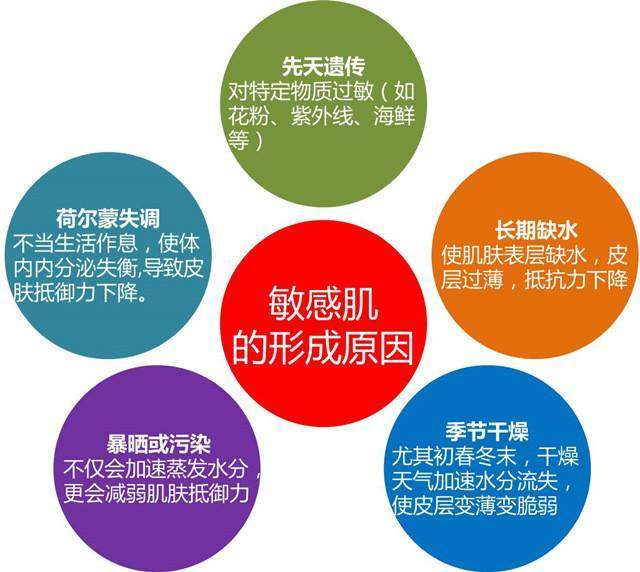 先天遗传
对特定物质过敏（如
花粉、紫外线、海鲜
等）
荷尔蒙失调
不当生活作息，使体
内内分泌失衡,导致皮
肤抵御力下降。
长期缺水
使肌肤表层缺水，皮
层过薄，抵抗力下降
敏感肌
的形成原因
暴晒或污染
不仅会加速蒸发水分，
更会减弱肌肤抵御力
季节干燥
尤其初春冬末，干燥
天气加速水分流失，
使皮层变薄变脆弱